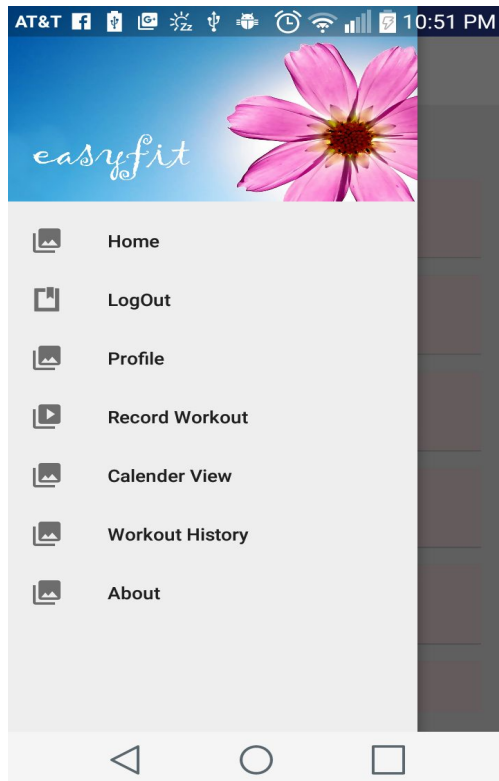 AT&T 10:51 PM
easyfit
Home
LogOut
Profile
Record Workout
Calender View
Workout History
About